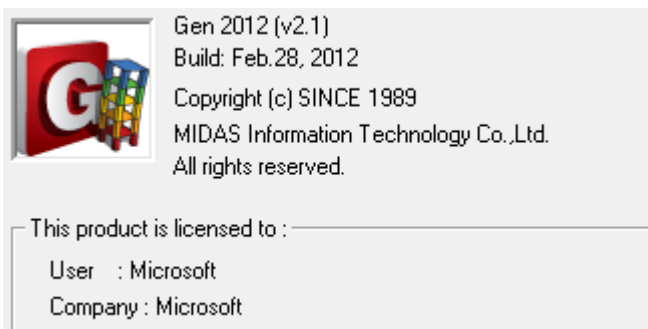 Gen 2012 (v2.1)
Build: Feb.28, 2012
Copyright (c) SINCE 1989
MIDAS Information Technology Co.,Ltd.
All rights reserved.
This product is licensed to :
User : Microsoft
Company : Microsoft
G